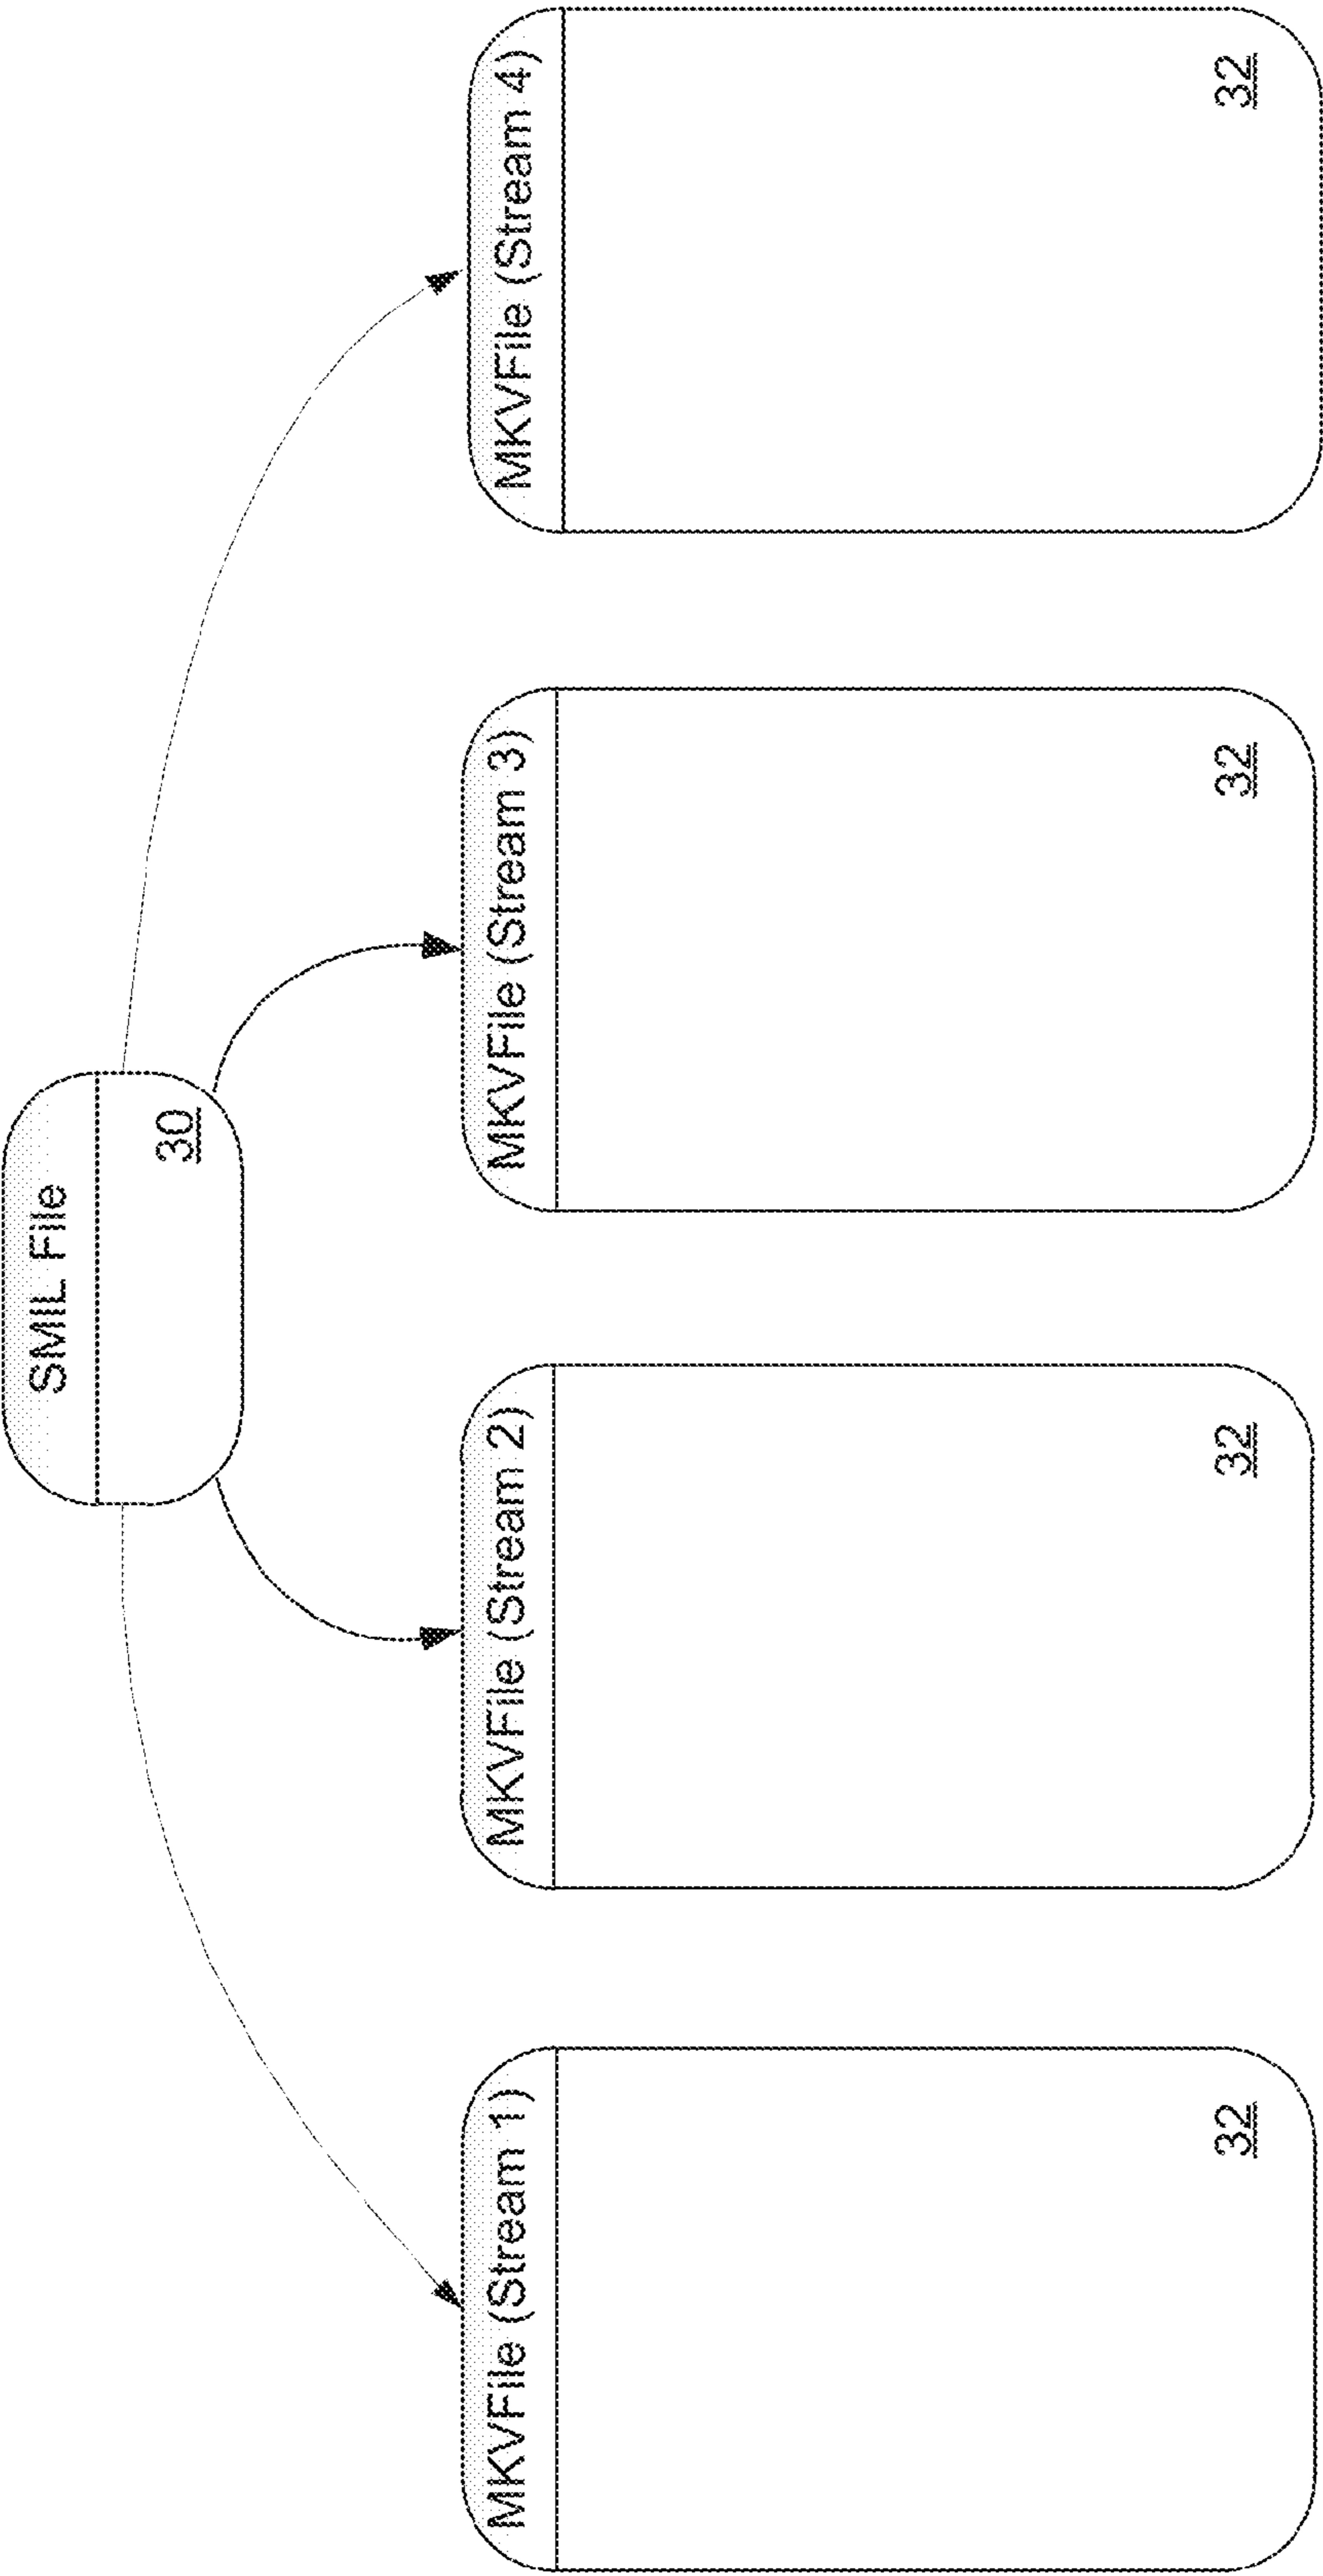 SMIL File
30
MKVFile (Stream 1)
32
MKVFile (Stream 2)
32
MKVFile (Stream 3)
32
MKVFile (Stream 4)
32